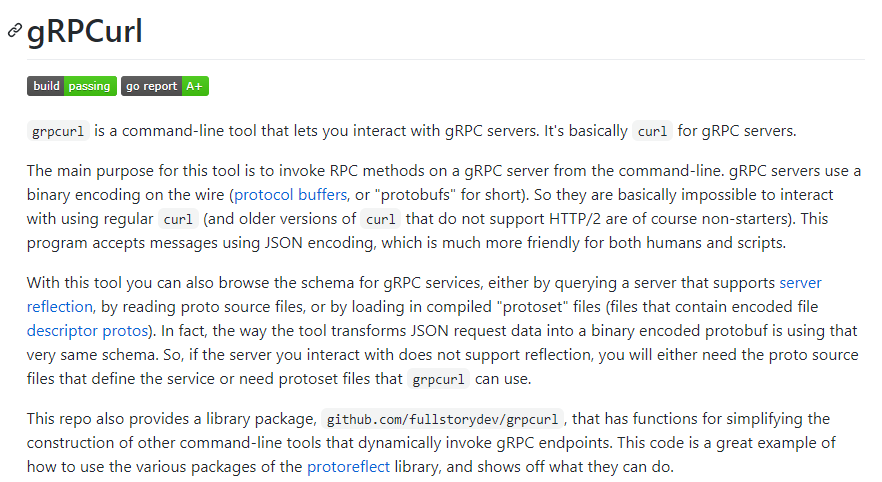 gRPCurl
build passing go report A+
grpcurl is a command-line tool that lets you interact with gRPC servers. It's basically curl for gRPC servers.
The main purpose for this tool is to invoke RPC methods on a gRPC server from the command-line. gRPC servers use a
binary encoding on the wire (protocol buffers, or "protobufs" for short). So they are basically impossible to interact
with using regular curl (and older versions of curl that do not support HTTP/2 are of course non-starters). This
program accepts messages using JSON encoding, which is much more friendly for both humans and scripts.
With this tool you can also browse the schema for gRPC services, either by querying a server that supports server
reflection, by reading proto source files, or by loading in compiled "protoset" files (files that contain encoded file
descriptor protos). In fact, the way the tool transforms JSON request data into a binary encoded protobuf is using that
very same schema. So, if the server you interact with does not support reflection, you will either need the proto source
files that define the service or need protoset files that grpcurl can use.
This repo also provides a library package, github.com/fullstorydev/grpcurl, that has functions for simplifying the
construction of other command-line tools that dynamically invoke gRPC endpoints. This code is a great example of
how to use the various packages of the protoreflect library, and shows off what they can do.